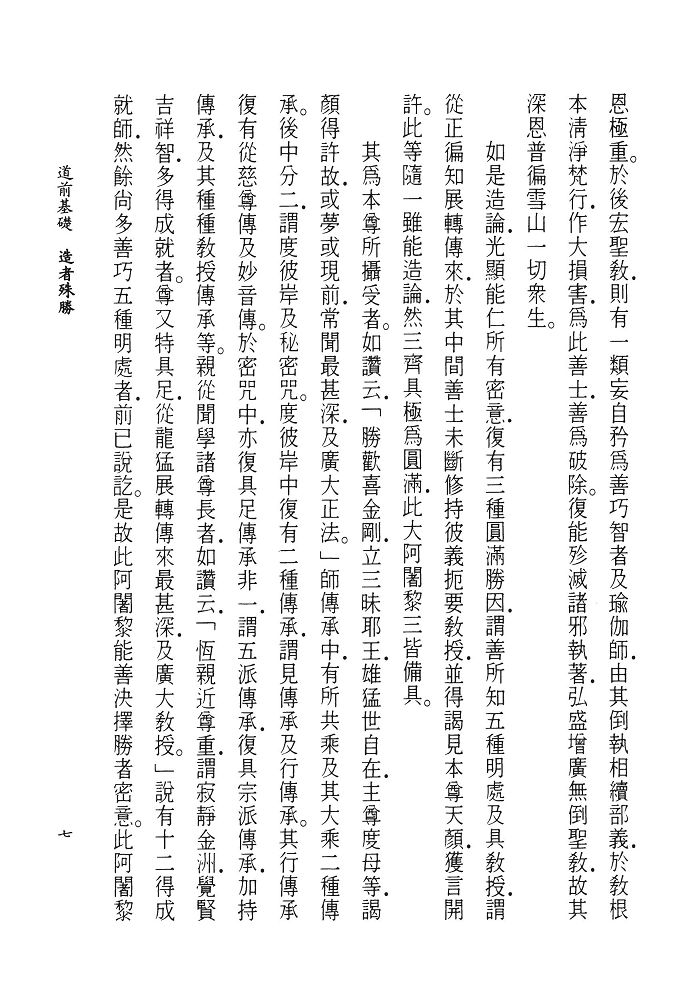 恩極重。於後宏聖教，則有一類妄自矜為善巧智者及瑜伽師，由其倒執相續部義，於教根
本淸淨梵行，作大損害，為此善士善為破除。復能殄滅諸邪執著，弘盛增廣無倒聖教，故其
深恩普徧雪山一切衆生。
如是造論，光顯能仁所有密意，復有三種圓滿勝因，謂善所知五種明處及具教授，謂
從正徧知展轉傳來，於其中間善士未斷修持彼義扼要教授，並得謁見本尊天顏，獲言開
許。此等隨一雖能造論，然三齊具極為圓滿，此大阿闍黎三皆備具。
其為本尊所攝受者。如讚云，「勝歡喜金剛，立三昧耶王，雄猛世自在，主尊度母等，謁
顏得許故，或夢或現前，常聞最甚深，及廣大正法。」師傳承中，有所共乘及其大乘二種傳
承。後中分二，謂度彼岸及秘密咒。度彼岸中復有二種傳承，謂見傳承及行傳承。其行傳承
復有從慈尊傳及妙音傳。於密咒中，亦復具足傳承非一，謂五派傳承，復具宗派傳承，加持
傳承，及其種種教授傳承等。親從聞學諸尊長者，如讚云，「恆親近尊重，謂寂靜金洲，覺賢
吉祥智，多得成就者。尊又特具足，從龍猛展轉傳來最甚深，及廣大教授。」說有十二得成
就師，然餘尙多善巧五種明處者，前已說訖。是故此阿闍黎能善決擇勝者密意。此阿闍黎
道前基礎　造者殊勝
七